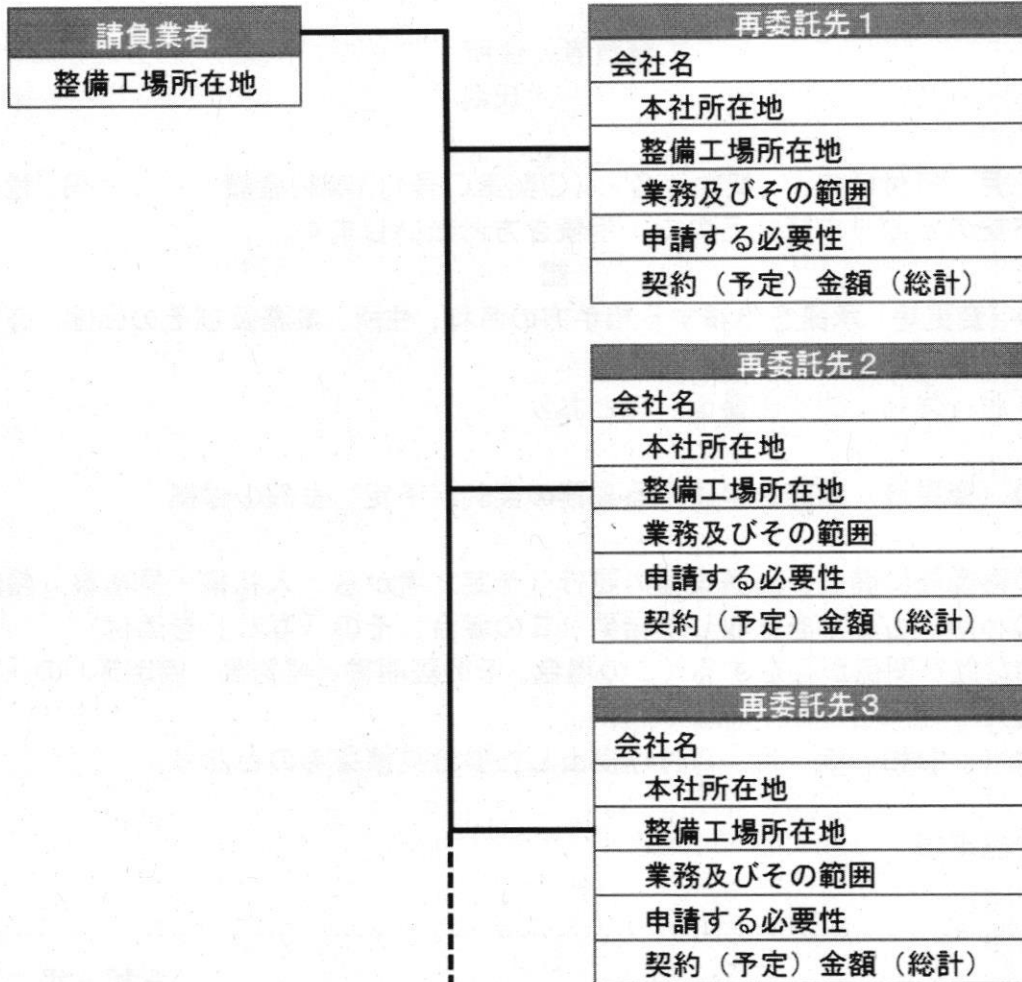 請負業者
整備工場所在地
再委託先1
会社名
本社所在地
整備工場所在地
業務及びその範囲
申請する必要性
契約（予定）金額（総計）
再委託先2
会社名
本社所在地
整備工場所在地
業務及びその範囲
申請する必要性
契約（予定）金額（総計）
再委託先3
会社名
本社所在地
整備工場所在地
業務及びその範囲
申請する必要性
契約（予定）金額（総計）